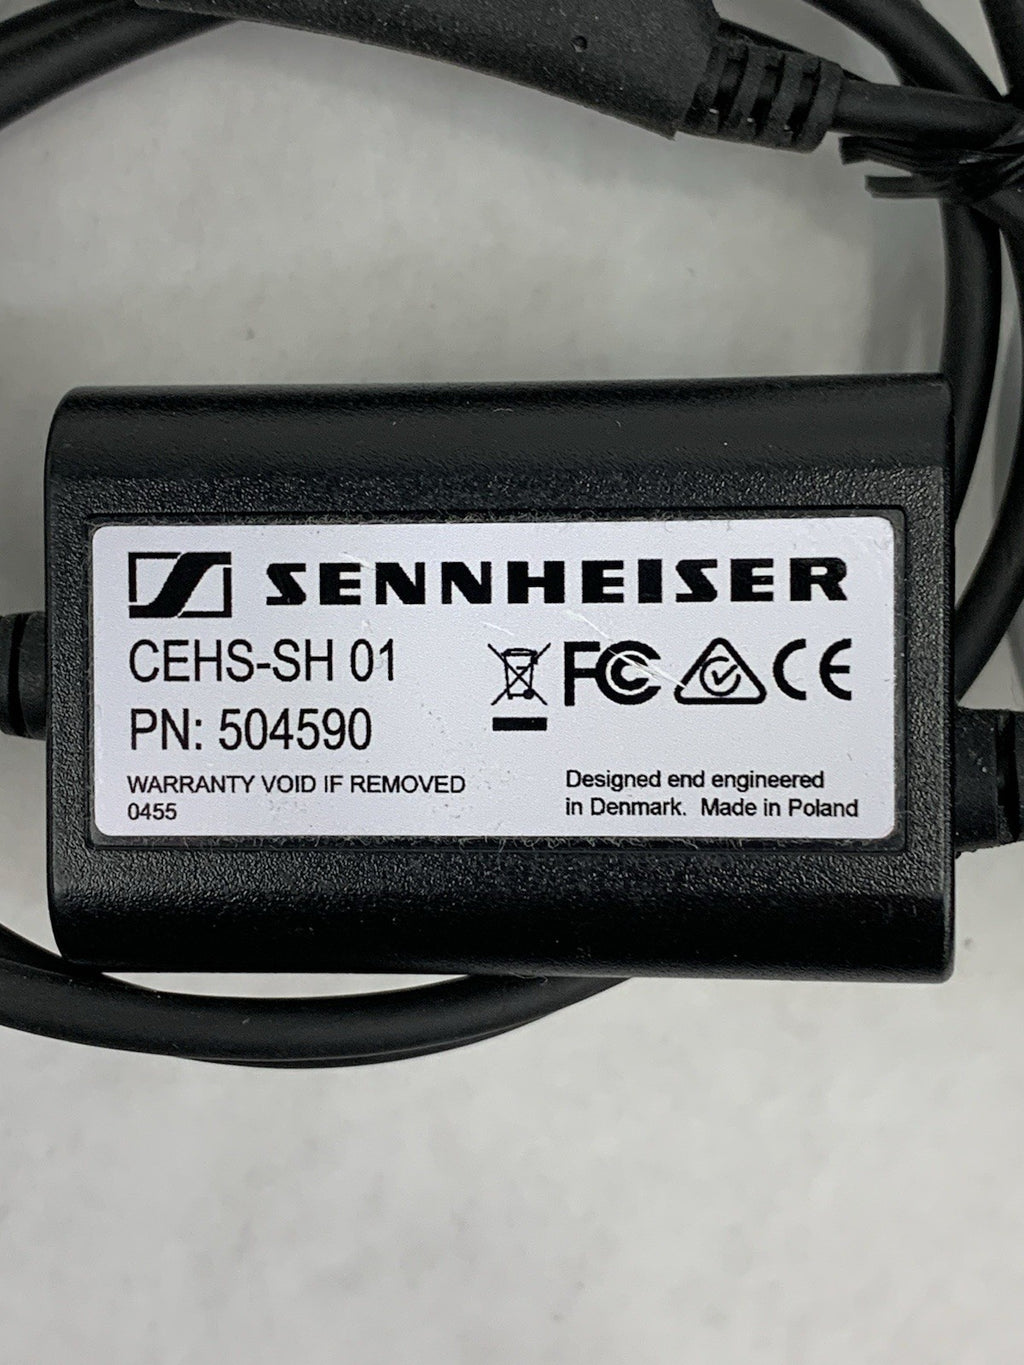 SENNHEISER
CEHS-SH 01
PN: 504590
FC CE
WARRANTY VOID IF REMOVED
0455
Designed end engineered
in Denmark. Made in Poland